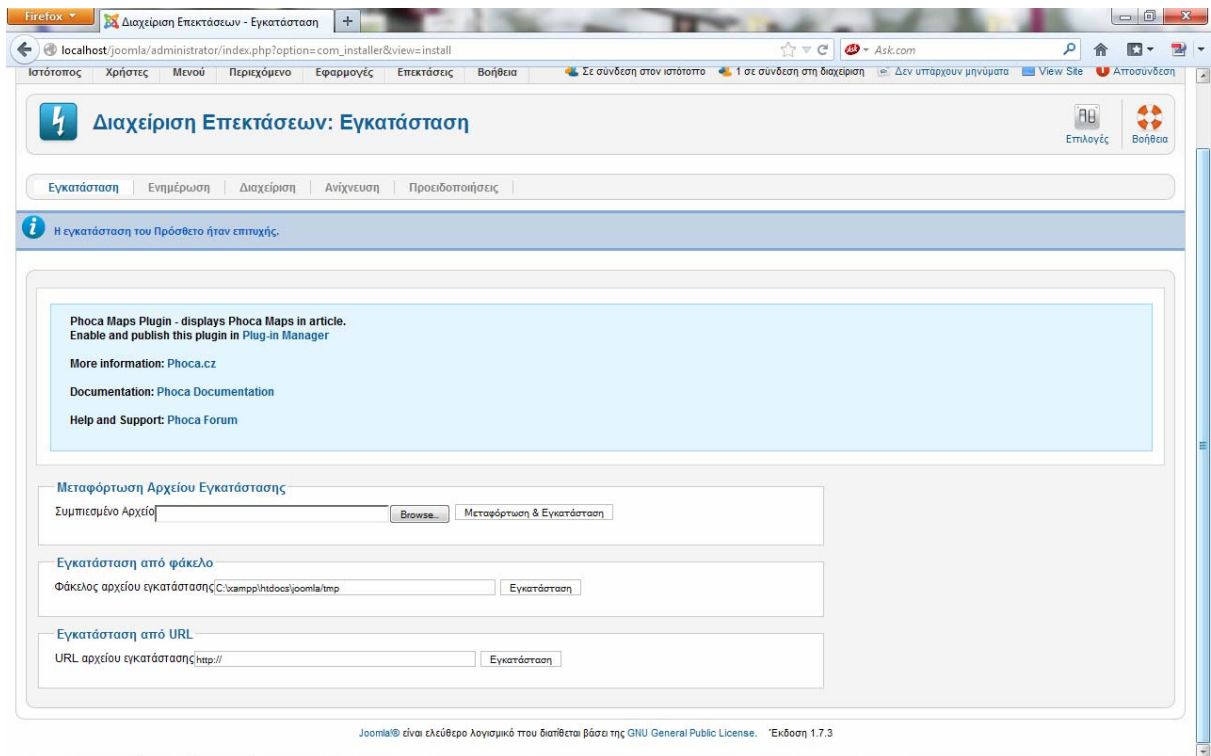 Firefox
Διαχείριση Επεκτάσεων - Εγκατάσταση
localhost/joomla/administrator/index.php?option=com_installer&view=install
Ask.com
Ιστότοπος Χρήστες Μενού Περιεχόμενο Εφαρμογές Επεκτάσεις Βοήθεια Σε σύνδεση στον ιστότοπο 1 σε σύνδεση στη διαχείριση Δεν υπάρχουν μηνύματα View Site Αποσύνδεση
Διαχείριση Επεκτάσεων: Εγκατάσταση
Επιλογές Βοήθεια
Εγκατάσταση Ενημέρωση Διαχείριση Ανίχνευση Προειδοποιήσεις
Η εγκατάσταση του Πρόσθετο ήταν επιτυχής.
Phoca Maps Plugin - displays Phoca Maps in article.
Enable and publish this plugin in Plug-in Manager
More information: Phoca.cz
Documentation: Phoca Documentation
Help and Support: Phoca Forum
Μεταφόρτωση Αρχείου Εγκατάστασης
Συμπιεσμένο Αρχείο Browse... Μεταφόρτωση & Εγκατάσταση
Εγκατάσταση από φάκελο
Φάκελος αρχείου εγκατάστασης C:\xampp\htdocs\joomla/tmp Εγκατάσταση
Εγκατάσταση από URL
URL αρχείου εγκατάστασης http:// Εγκατάσταση
Joomla!® είναι ελεύθερο λογισμικό που διατίθεται βάσει της GNU General Public License. Έκδοση 1.7.3